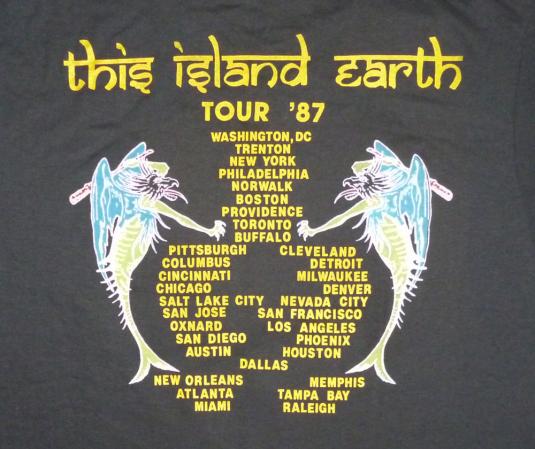 this island earth
TOUR '87
WASHINGTON, DC
TRENTON
NEW YORK
PHILADELPHIA
NORWALK
BOSTON
PROVIDENCE
TORONTO
BUFFALO
PITTSBURGH CLEVELAND
COLUMBUS DETROIT
CINCINNATI MILWAUKEE
CHICAGO DENVER
SALT LAKE CITY NEVADA CITY
SAN JOSE SAN FRANCISCO
OXNARD LOS ANGELES
SAN DIEGO PHOENIX
AUSTIN HOUSTON
DALLAS
NEW ORLEANS MEMPHIS
ATLANTA TAMPA BAY
MIAMI RALEIGH